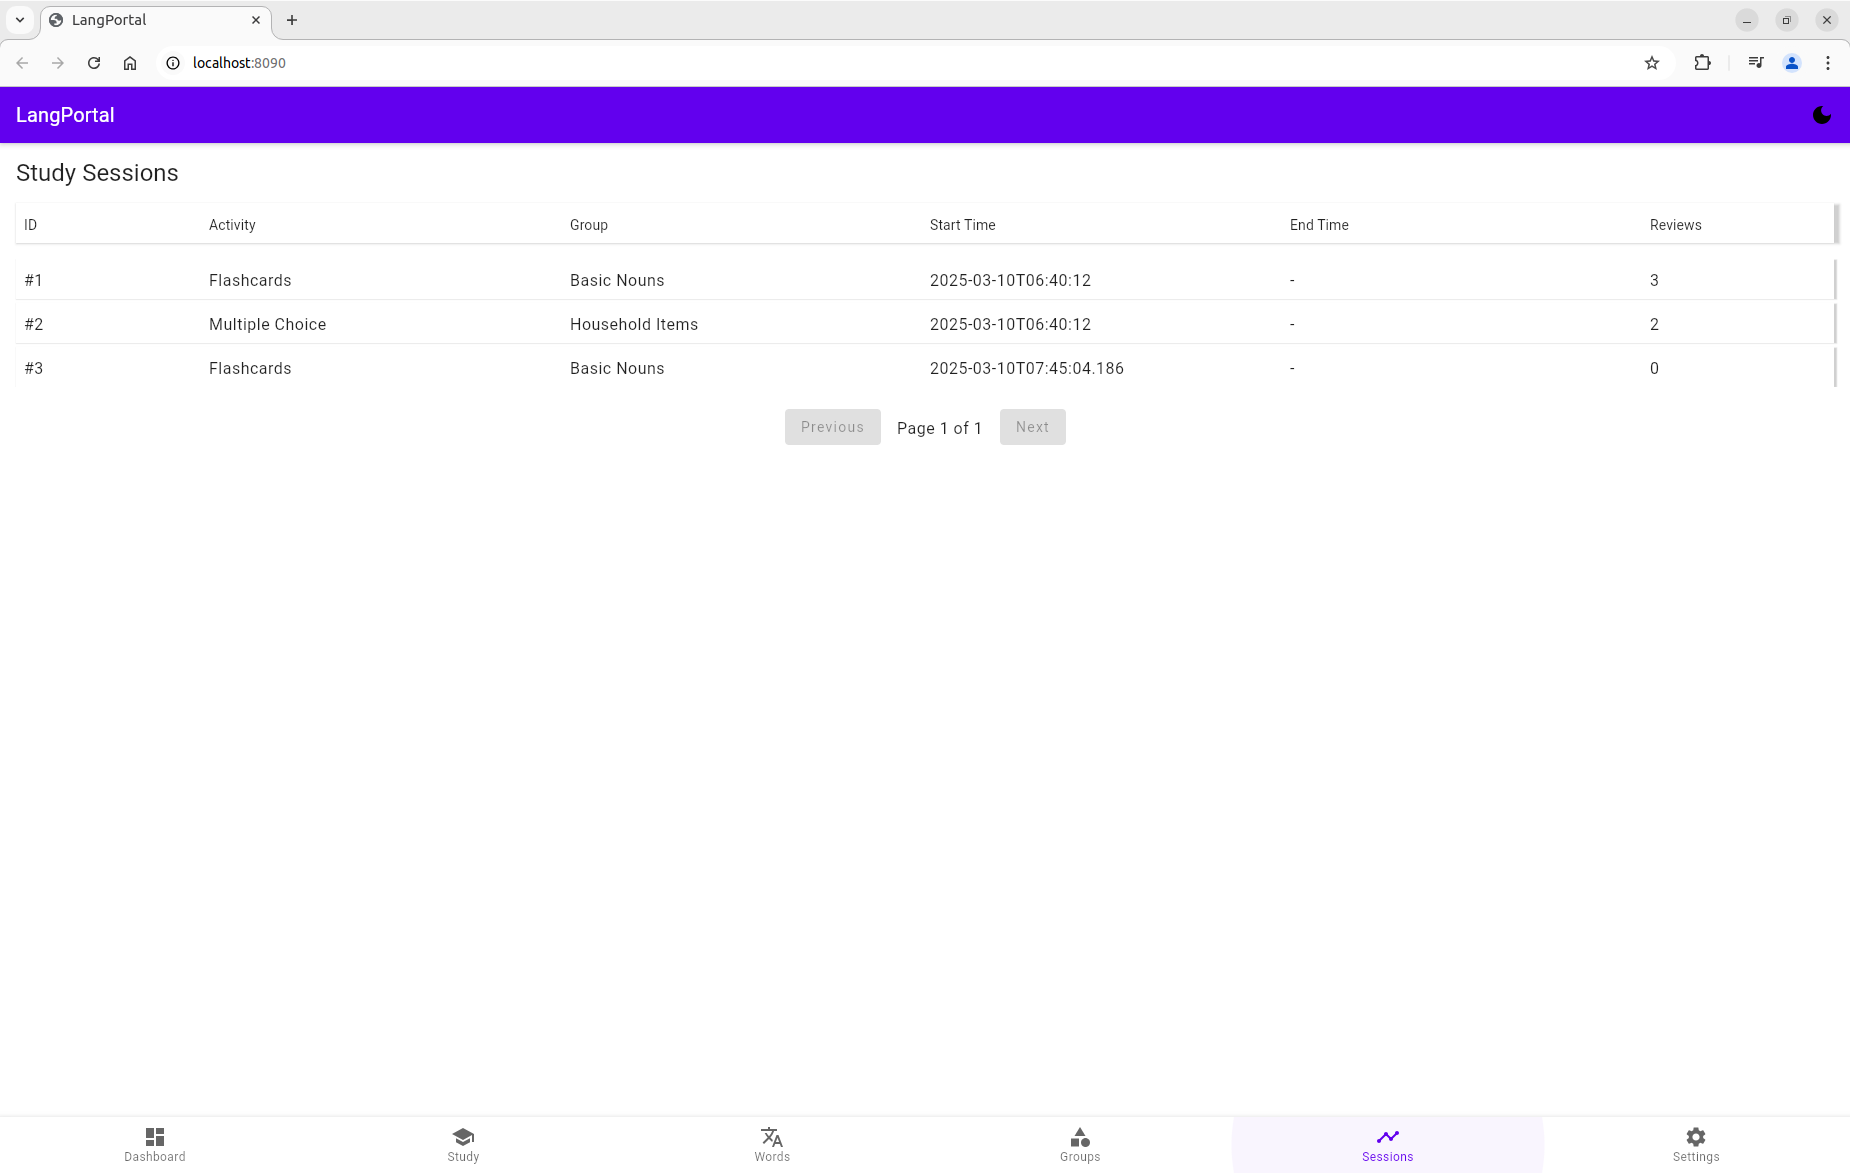 LangPortal
localhost:8090
LangPortal
Study Sessions
ID Activity Group Start Time End Time Reviews
#1 Flashcards Basic Nouns 2025-03-10T06:40:12 - 3
#2 Multiple Choice Household Items 2025-03-10T06:40:12 - 2
#3 Flashcards Basic Nouns 2025-03-10T07:45:04.186 - 0
Previous Page 1 of 1 Next
Dashboard Study Words Groups Sessions Settings